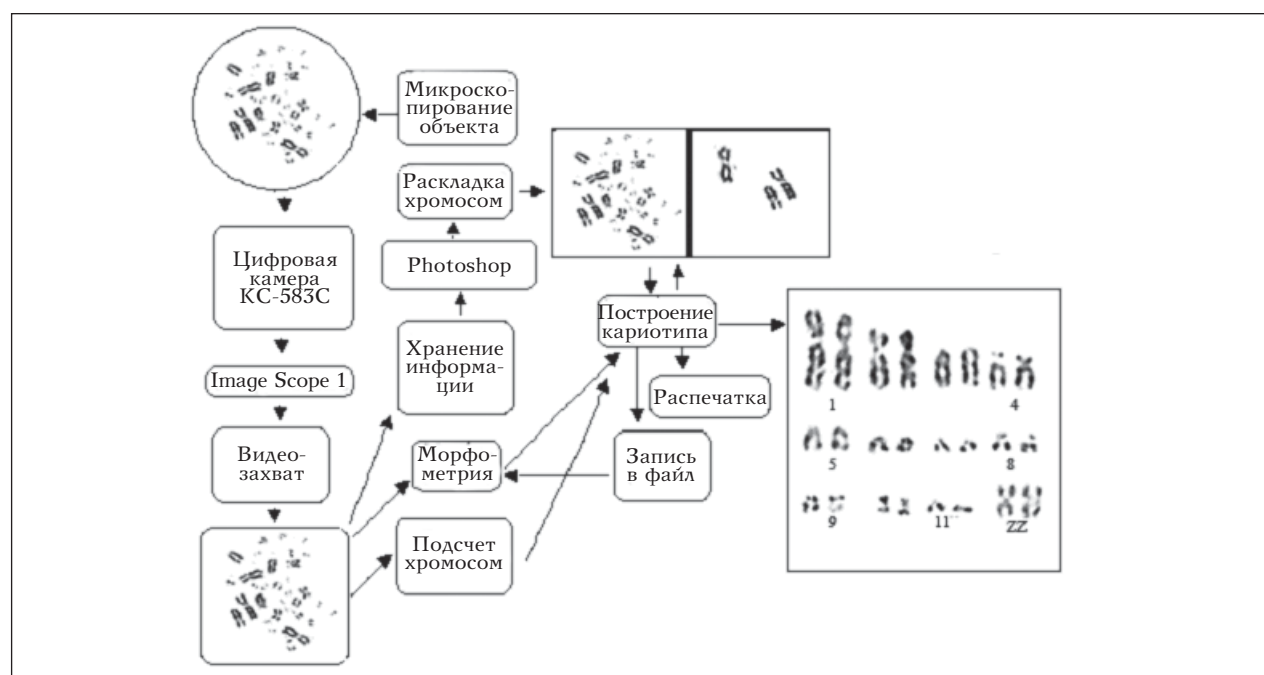 Микроско-
пирование
объекта
Раскладка
хромосом
Цифровая
камера
КС-583С
Photoshop
Построение
кариотипа
Хранение
информа-
ции
Image Scope 1
Распечатка
1
4
Видео-
захват
Морфо-
метрия
Запись
в файл
5
8
Подсчет
хромосом
9
11
ZZ